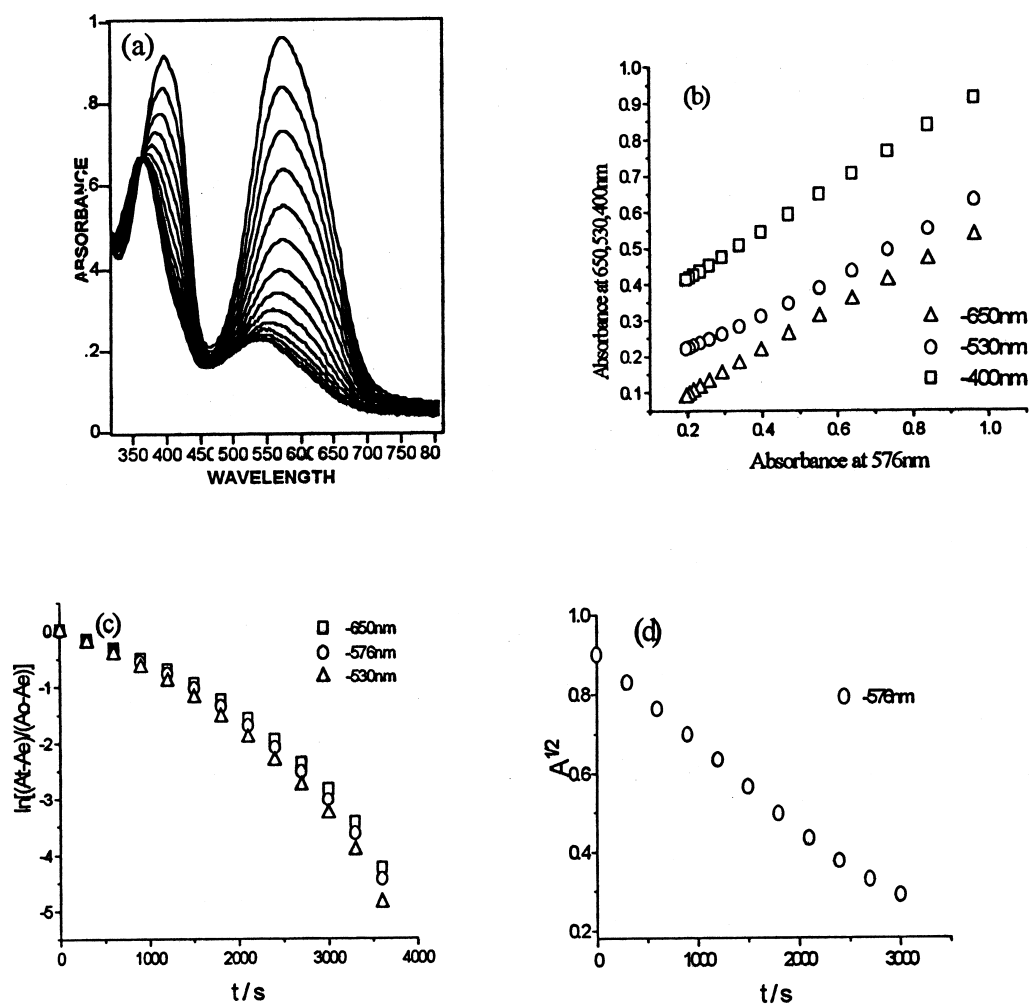 (a)
1
.8
.6
.4
.2
0
ABSORBANCE
350 400 450 500 550 600 650 700 750 80
WAVELENGTH
(b)
1.0
0.9
0.8
0.7
0.6
0.5
0.4
0.3
0.2
0.1
Absorbance at 650,530,400nm
-650nm
-530nm
-400nm
0.2 0.4 0.6 0.8 1.0
Absorbance at 576nm
(c)
0
-1
-2
-3
-4
-5
ln[(At-Ae)/(Ao-Ae)]
-650nm
-576nm
-530nm
0 1000 2000 3000 4000
t / s
(d)
1.0
0.8
0.6
0.4
0.2
A1/2
-576nm
0 1000 2000 3000
t / s